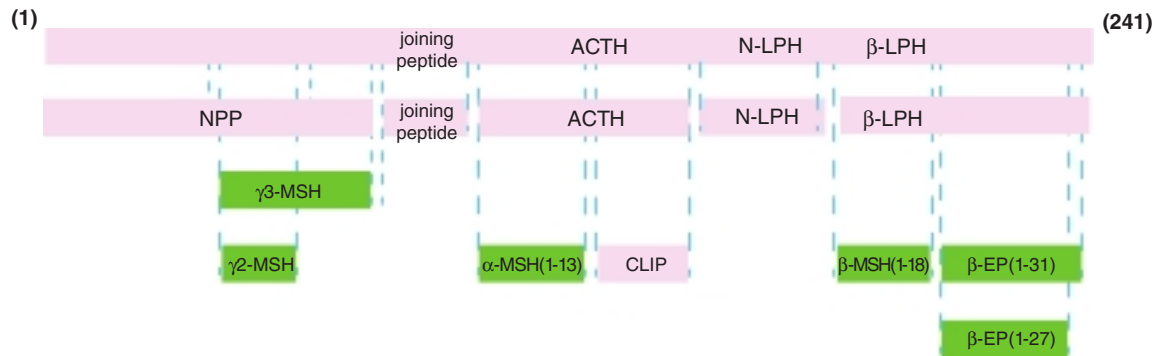 (1)
(241)
joining
peptide
ACTH
N-LPH
β-LPH
NPP
joining
peptide
ACTH
N-LPH
β-LPH
γ3-MSH
γ2-MSH
α-MSH(1-13)
CLIP
β-MSH(1-18)
β-EP(1-31)
β-EP(1-27)